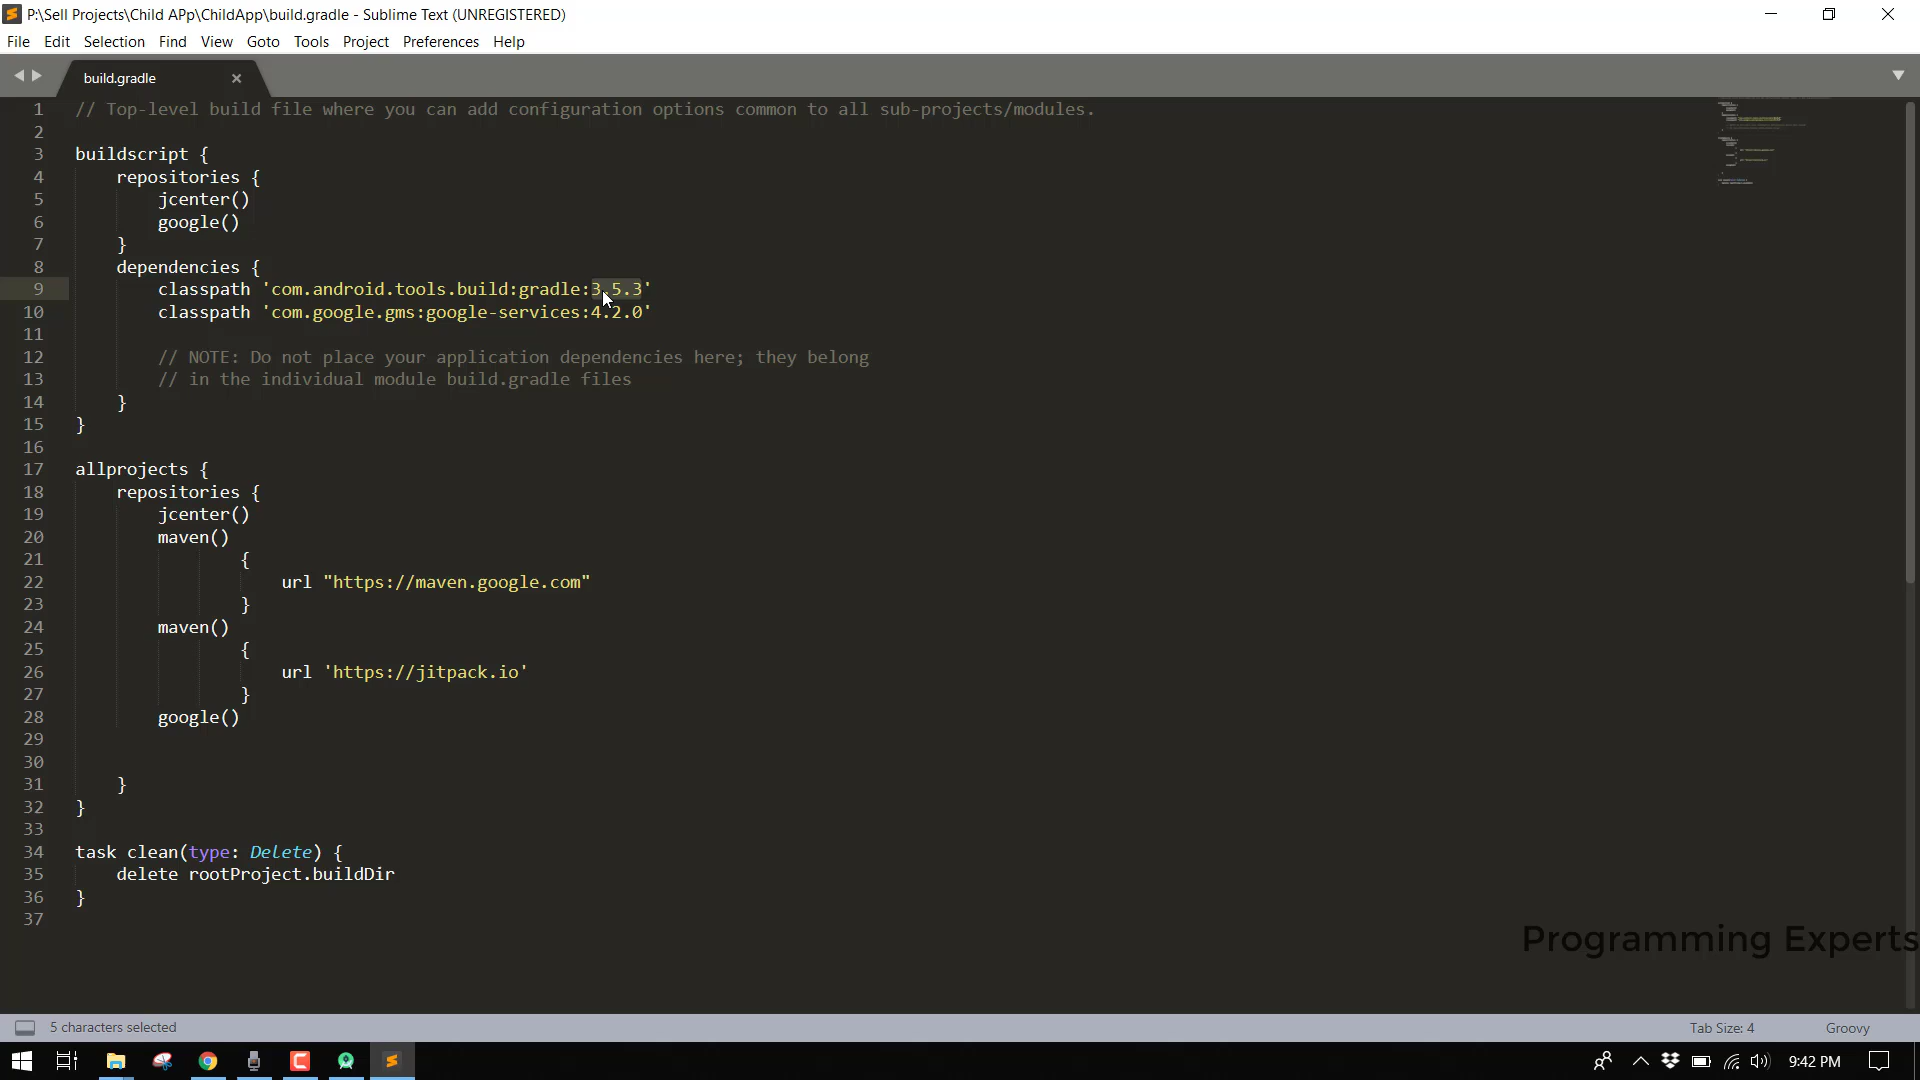 P:\Sell Projects\Child APp\ChildApp\build.gradle - Sublime Text (UNREGISTERED)
File Edit Selection Find View Goto Tools Project Preferences Help
build.gradle
1 // Top-level build file where you can add configuration options common to all sub-projects/modules.
2
3 buildscript {
4 repositories {
5 jcenter()
6 google()
7 }
8 dependencies {
9 classpath 'com.android.tools.build:gradle:3.5.3'
10 classpath 'com.google.gms:google-services:4.2.0'
11
12 // NOTE: Do not place your application dependencies here; they belong
13 // in the individual module build.gradle files
14 }
15 }
16
17 allprojects {
18 repositories {
19 jcenter()
20 maven()
21 {
22 url "https://maven.google.com"
23 }
24 maven()
25 {
26 url 'https://jitpack.io'
27 }
28 google()
29
30
31 }
32 }
33
34 task clean(type: Delete) {
35 delete rootProject.buildDir
36 }
37
Programming Experts
5 characters selected Tab Size: 4 Groovy
9:42 PM